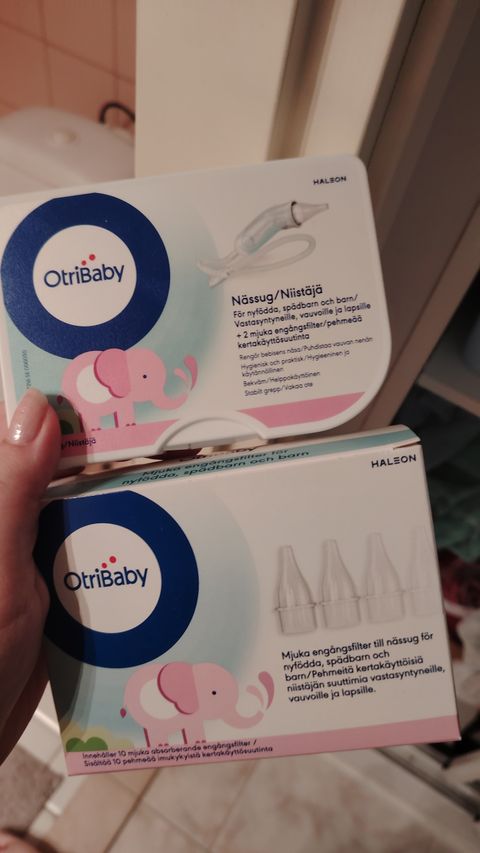 HALEON
OtriBaby
Nässug/Niistäjä
För nyfödda, spädbarn och barn/
Vastasyntyneille, vauvoille ja lapsille
+ 2 mjuka engångsfilter/pehmeää
kertakäyttösuutinta
Rengör bebisens näsa/Puhdistaa vauvan nenän
Hygienisk och praktisk/Hygieeninen ja
käytännöllinen
Bekväm/Helppokäyttöinen
Stabilt grepp/Vakaa ote
/Niistäjä
Mjuka engångsfilter för
nyfödda, spädbarn och barn
HALEON
OtriBaby
Mjuka engångsfilter till nässug för
nyfödda, spädbarn och
barn/Pehmeitä kertakäyttöisiä
niistäjän suuttimia vastasyntyneille,
vauvoille ja lapsille.
Innehåller 10 mjuka absorberande engångsfilter/
Sisältää 10 pehmeää imukykyistä kertakäyttösuutinta